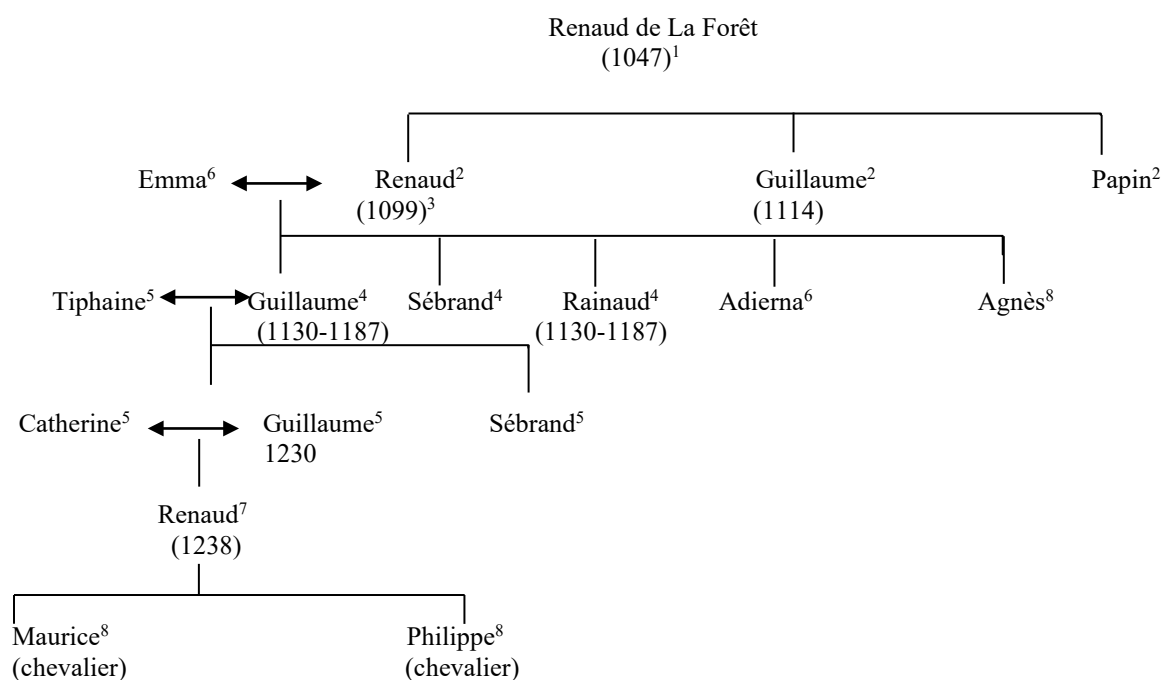 Renaud de La Forêt
(1047)1
Emma6 Renaud2 Guillaume2 Papin2
(1099)3 (1114)
Tiphaine5 Guillaume4 Sébrand4 Rainaud4 Adierna6 Agnès8
(1130-1187) (1130-1187)
Catherine5 Guillaume5 Sébrand5
1230
Renaud7
(1238)
Maurice8 Philippe8
(chevalier) (chevalier)